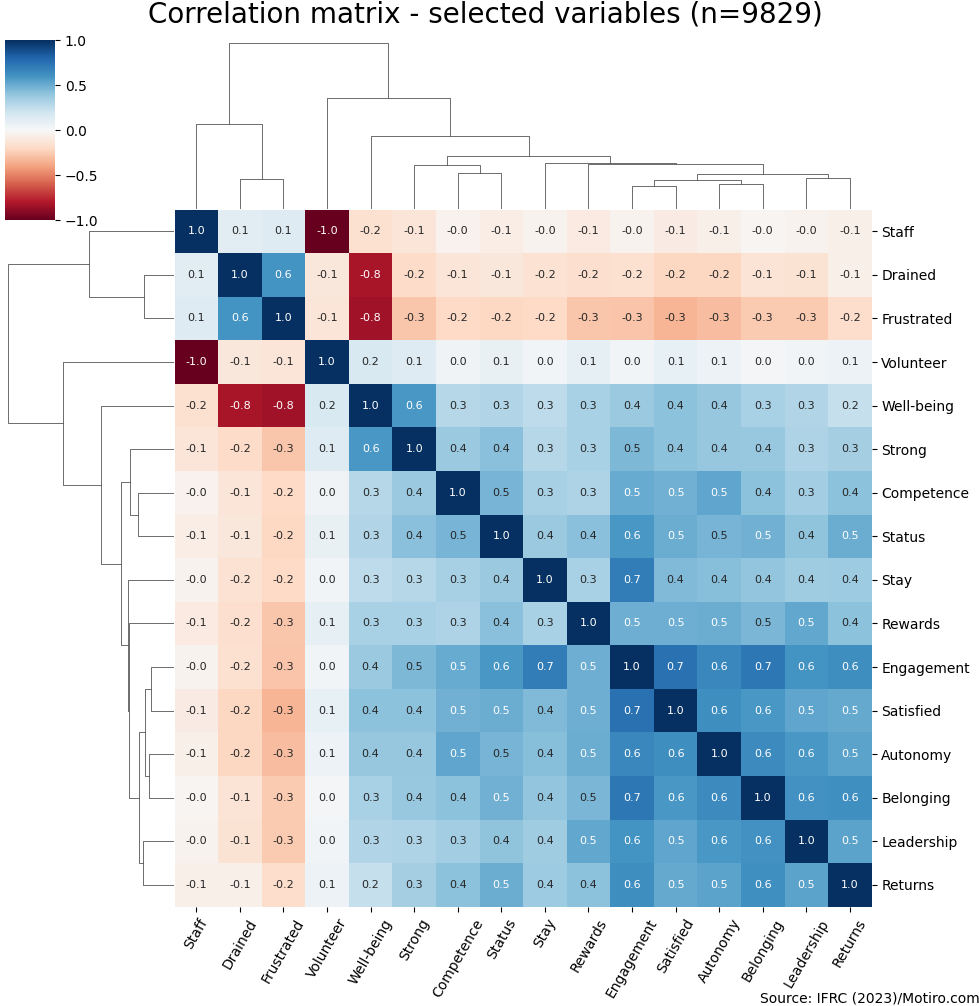 Correlation matrix - selected variables (n=9829)
1.0
0.5
0.0
−0.5
−1.0
1.0 0.1 0.1 -1.0 -0.2 -0.1 -0.0 -0.1 -0.0 -0.1 -0.0 -0.1 -0.1 -0.0 -0.0 -0.1 Staff
0.1 1.0 0.6 -0.1 -0.8 -0.2 -0.1 -0.1 -0.2 -0.2 -0.2 -0.2 -0.2 -0.1 -0.1 -0.1 Drained
0.1 0.6 1.0 -0.1 -0.8 -0.3 -0.2 -0.2 -0.2 -0.3 -0.3 -0.3 -0.3 -0.3 -0.3 -0.2 Frustrated
-1.0 -0.1 -0.1 1.0 0.2 0.1 0.0 0.1 0.0 0.1 0.0 0.1 0.1 0.0 0.0 0.1 Volunteer
-0.2 -0.8 -0.8 0.2 1.0 0.6 0.3 0.3 0.3 0.3 0.4 0.4 0.4 0.3 0.3 0.2 Well-being
-0.1 -0.2 -0.3 0.1 0.6 1.0 0.4 0.4 0.3 0.3 0.5 0.4 0.4 0.4 0.3 0.3 Strong
-0.0 -0.1 -0.2 0.0 0.3 0.4 1.0 0.5 0.3 0.3 0.5 0.5 0.5 0.4 0.3 0.4 Competence
-0.1 -0.1 -0.2 0.1 0.3 0.4 0.5 1.0 0.4 0.4 0.6 0.5 0.5 0.5 0.4 0.5 Status
-0.0 -0.2 -0.2 0.0 0.3 0.3 0.3 0.4 1.0 0.3 0.7 0.4 0.4 0.4 0.4 0.4 Stay
-0.1 -0.2 -0.3 0.1 0.3 0.3 0.3 0.4 0.3 1.0 0.5 0.5 0.5 0.5 0.5 0.4 Rewards
-0.0 -0.2 -0.3 0.0 0.4 0.5 0.5 0.6 0.7 0.5 1.0 0.7 0.6 0.7 0.6 0.6 Engagement
-0.1 -0.2 -0.3 0.1 0.4 0.4 0.5 0.5 0.4 0.5 0.7 1.0 0.6 0.6 0.5 0.5 Satisfied
-0.1 -0.2 -0.3 0.1 0.4 0.4 0.5 0.5 0.4 0.5 0.6 0.6 1.0 0.6 0.6 0.5 Autonomy
-0.0 -0.1 -0.3 0.0 0.3 0.4 0.4 0.5 0.4 0.5 0.7 0.6 0.6 1.0 0.6 0.6 Belonging
-0.0 -0.1 -0.3 0.0 0.3 0.3 0.3 0.4 0.4 0.5 0.6 0.5 0.6 0.6 1.0 0.5 Leadership
-0.1 -0.1 -0.2 0.1 0.2 0.3 0.4 0.5 0.4 0.4 0.6 0.5 0.5 0.6 0.5 1.0 Returns
Staff Drained Frustrated Volunteer Well-being Strong Competence Status Stay Rewards Engagement Satisfied Autonomy Belonging Leadership Returns
Source: IFRC (2023)/Motiro.com